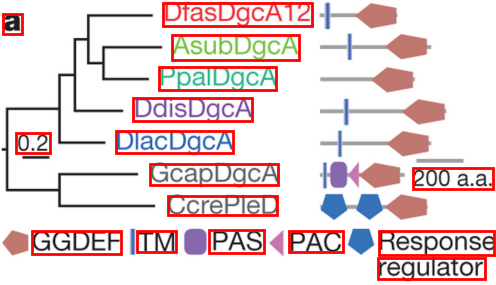 a
DfasDgcA12
AsubDgcA
PpalDgcA
DdisDgcA
0.2
DlacDgcA
GcapDgcA
200 a.a.
CcrePleD
GGDEF TM PAS PAC Response
regulator